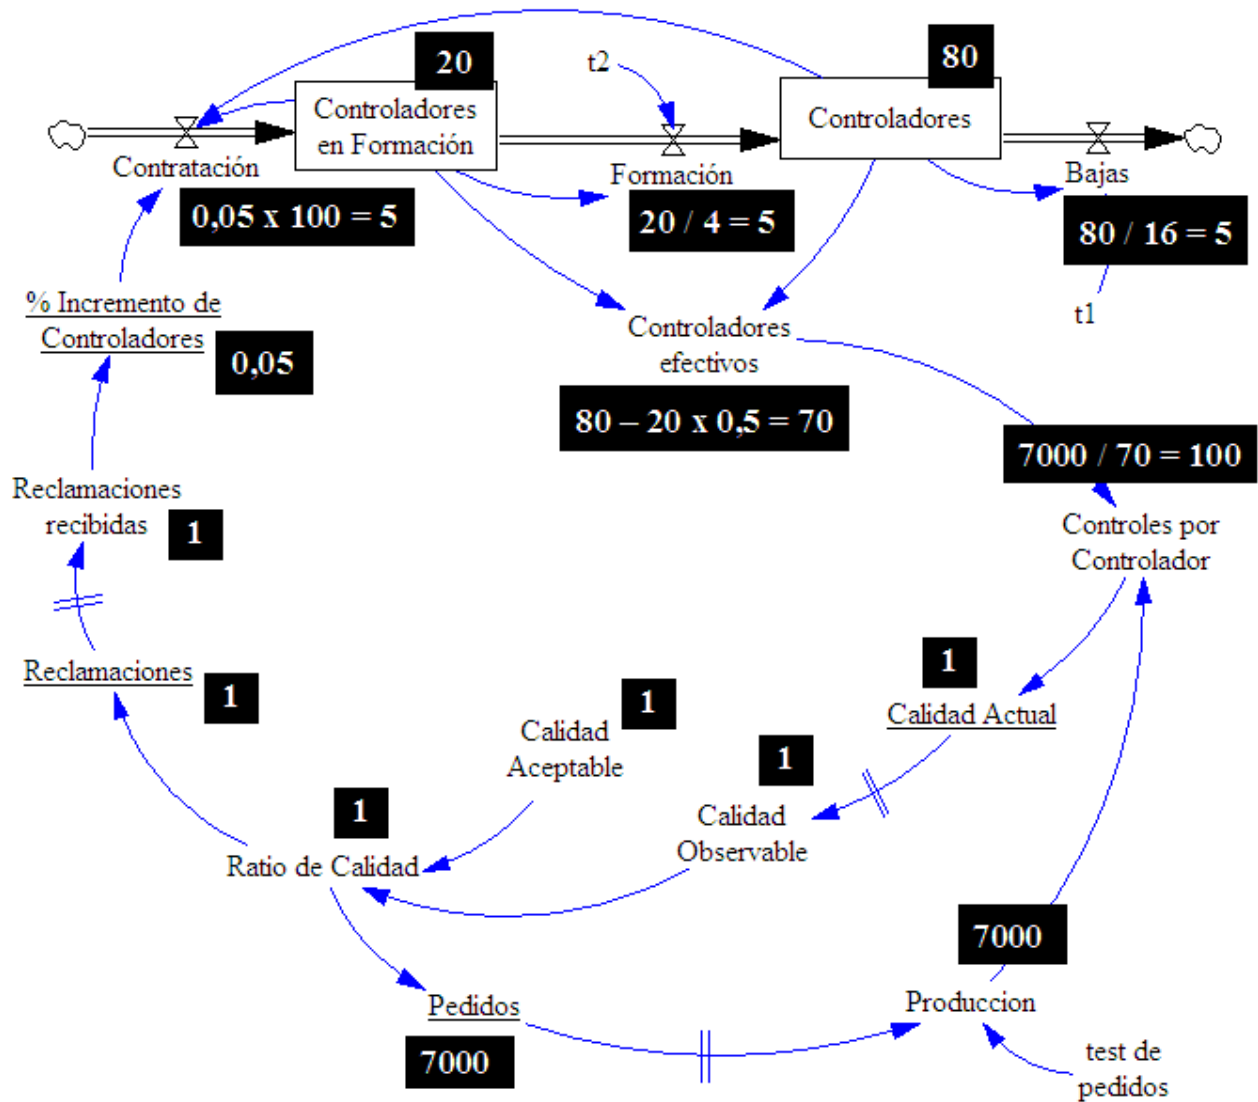 20
80
t2
Controladores
en Formación
Controladores
Contratación
Formación
Bajas
0,05 x 100 = 5
20 / 4 = 5
80 / 16 = 5
% Incremento de
Controladores
0,05
t1
Controladores
efectivos
80 – 20 x 0,5 = 70
7000 / 70 = 100
Reclamaciones
recibidas
1
Controles por
Controlador
Reclamaciones
1
1
Calidad Actual
1
Calidad
Aceptable
1
Calidad
Observable
1
Ratio de Calidad
7000
Pedidos
7000
Produccion
test de
pedidos